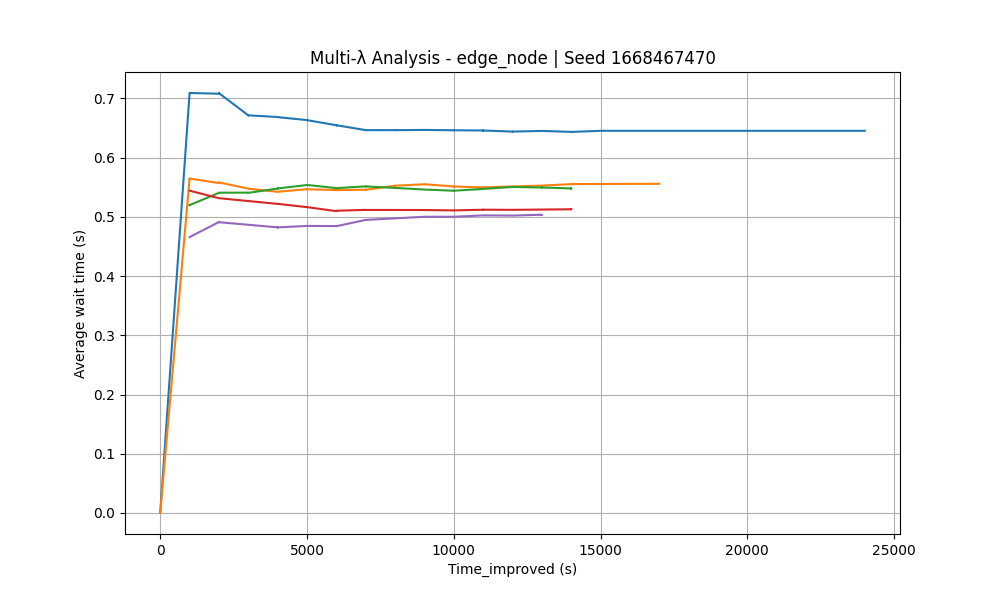 Multi-λ Analysis - edge_node | Seed 1668467470
Average wait time (s)
0.7
0.6
0.5
0.4
0.3
0.2
0.1
0.0
0 5000 10000 15000 20000 25000
Time_improved (s)